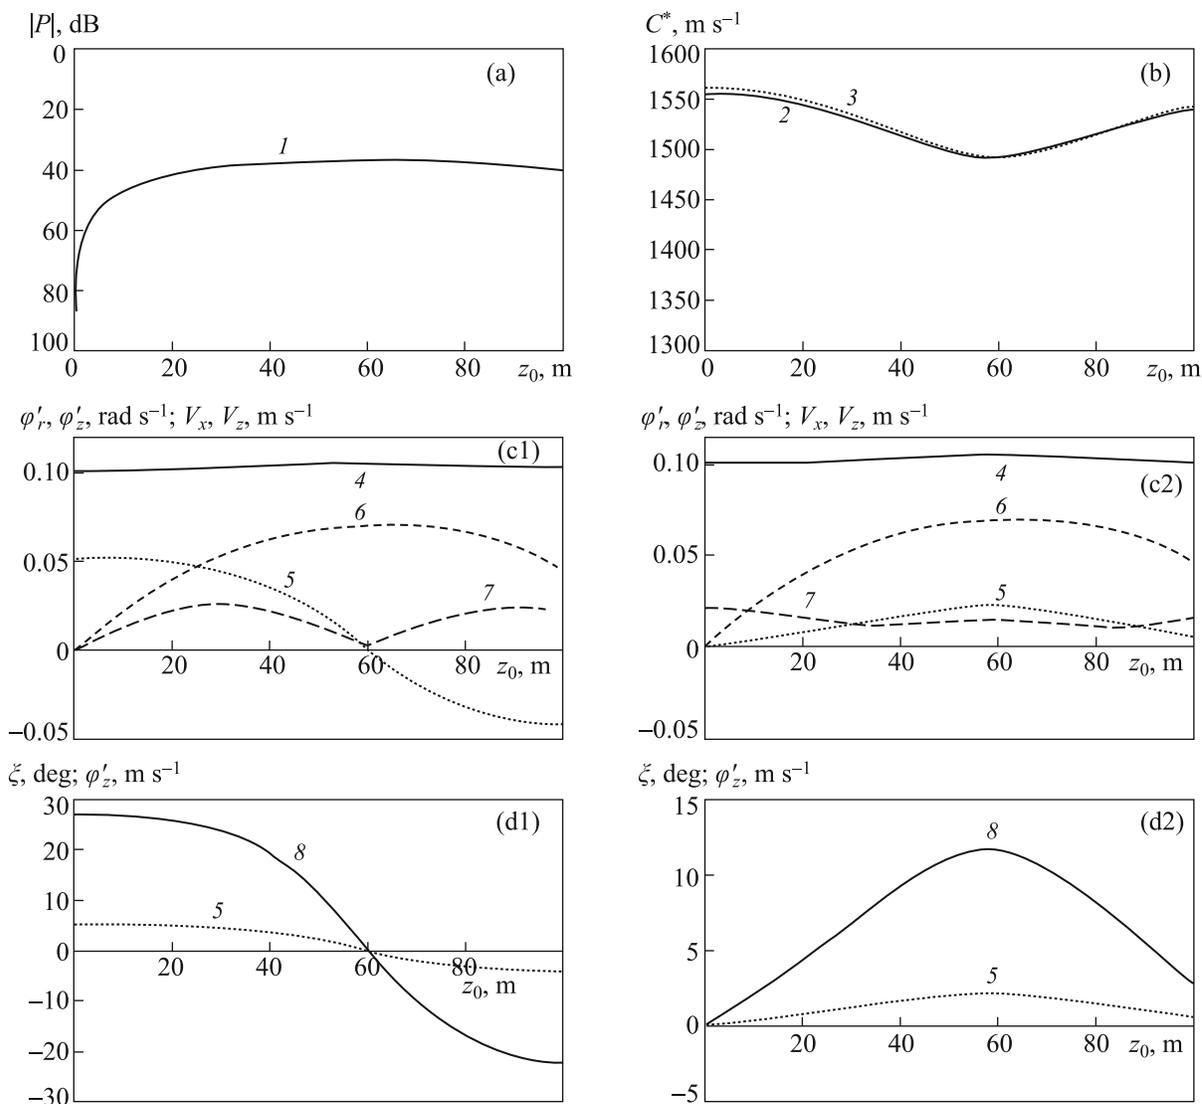 |P|, dB
0
20
40
60
80
100
(a)
1
0 20 40 60 80 z₀, m
C*, m s⁻¹
1600
1550
1500
1450
1400
1350
1300
(b)
3
2
0 20 40 60 80 z₀, m
φ′r, φ′z, rad s⁻¹; Vx, Vz, m s⁻¹
0.10
0.05
0
–0.05
(c1)
4
6
5
7
20 40 60 80 z₀, m
φ′r, φ′z, rad s⁻¹; Vx, Vz, m s⁻¹
0.10
0.05
0
–0.05
(c2)
4
6
5
7
20 40 60 80 z₀, m
ξ, deg; φ′z, m s⁻¹
30
20
10
0
–10
–20
–30
(d1)
8
5
20 40 60 80
z₀, m
ξ, deg; φ′z, m s⁻¹
15
10
5
0
–5
(d2)
8
5
20 40 60 80 z₀, m